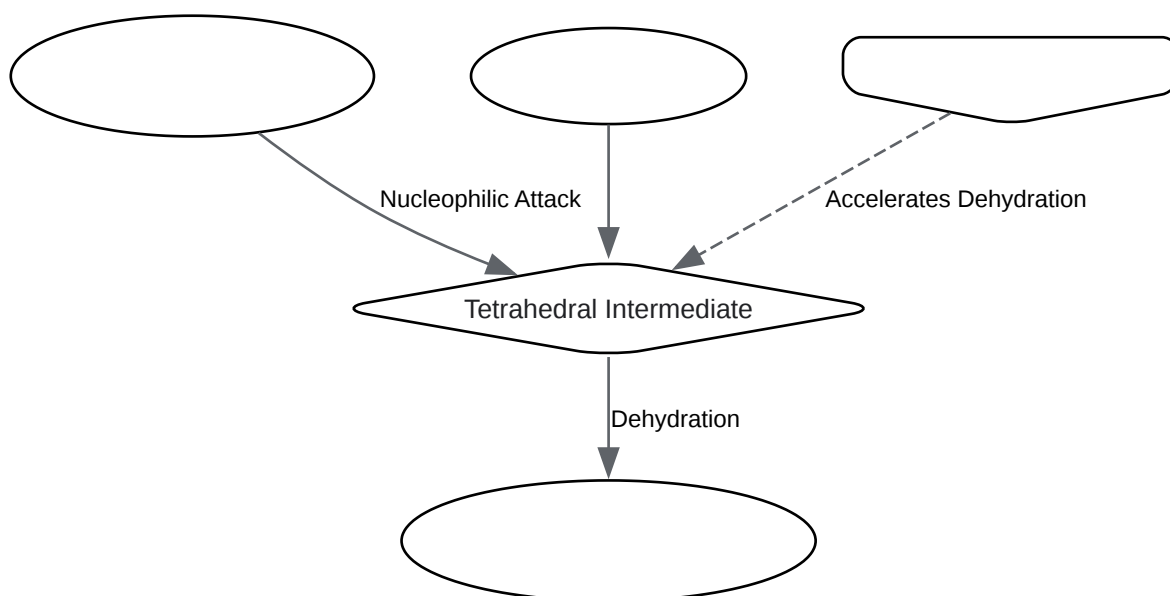 Nucleophilic Attack
Accelerates Dehydration
Tetrahedral Intermediate
Dehydration